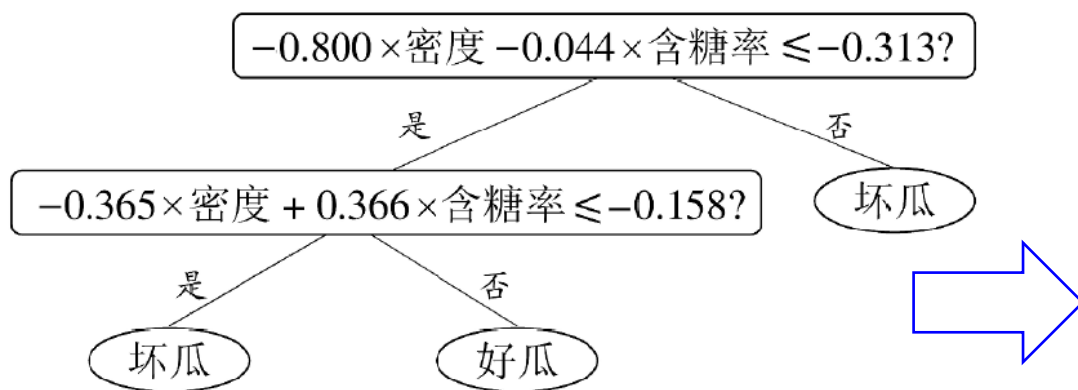 -0.800×密度-0.044×含糖率≤-0.313?
是
否
-0.365×密度+0.366×含糖率≤-0.158?
坏瓜
是
否
坏瓜
好瓜